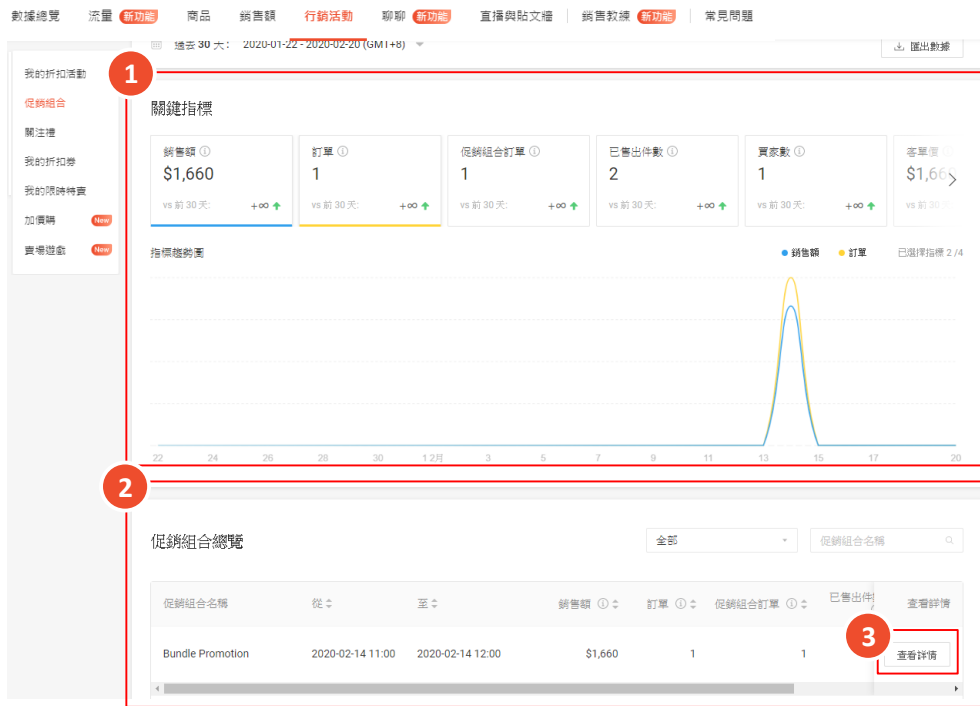 數據總覽 流量 新功能 商品 銷售額 行銷活動 聊聊 新功能 直播與貼文牆 銷售教練 新功能 常見問題
過去 30 天： 2020-01-22 - 2020-02-20 (GMT+8) 匯出數據
我的折扣活動
促銷組合
關注禮
我的折扣券
我的限時特賣
加價購 New
賣場遊戲 New
1
關鍵指標
銷售額 訂單 促銷組合訂單 已售出件數 買家數 客單價
$1,660 1 1 2 1 $1,66
vs 前 30 天: +∞ vs 前 30 天: +∞ vs 前 30 天: +∞ vs 前 30 天: +∞ vs 前 30 天: +∞ vs 前 30
指標趨勢圖 銷售額 訂單 已選擇指標 2 /4
22 24 26 28 30 1 2月 3 5 7 9 11 13 15 17 20
2
促銷組合總覽 全部 促銷組合名稱
促銷組合名稱 從 至 銷售額 訂單 促銷組合訂單 已售出件 查看詳情
3
Bundle Promotion 2020-02-14 11:00 2020-02-14 12:00 $1,660 1 1 查看詳情